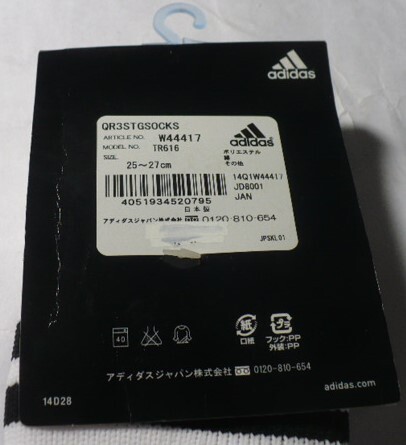 adidas
QR3STGSOCKS
ARTICLE NO. W44417
MODEL NO. TR616
SIZE. 25~27cm
adidas
ポリエステル
綿
その他
14Q1W44417
JD8001
JAN
4051934520795
日本製
アディダスジャパン株式会社 0120-810-654
JPSKL01
40
紙
口紙
プラ
フック:PP
外装:PP
アディダスジャパン株式会社 0120-810-654
adidas.com
14D28